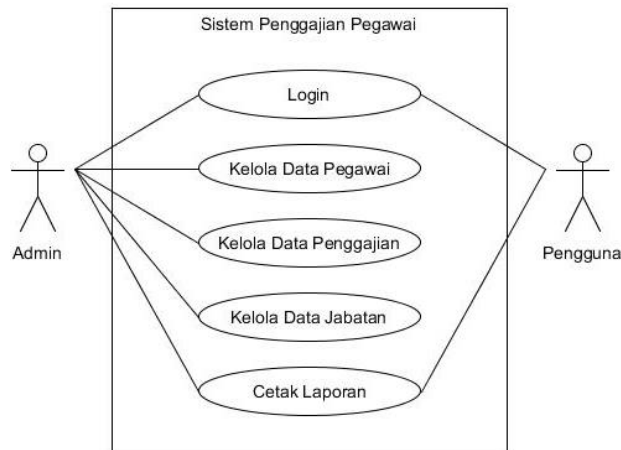 Sistem Penggajian Pegawai
Login
Kelola Data Pegawai
Kelola Data Penggajian
Kelola Data Jabatan
Cetak Laporan
Admin
Pengguna